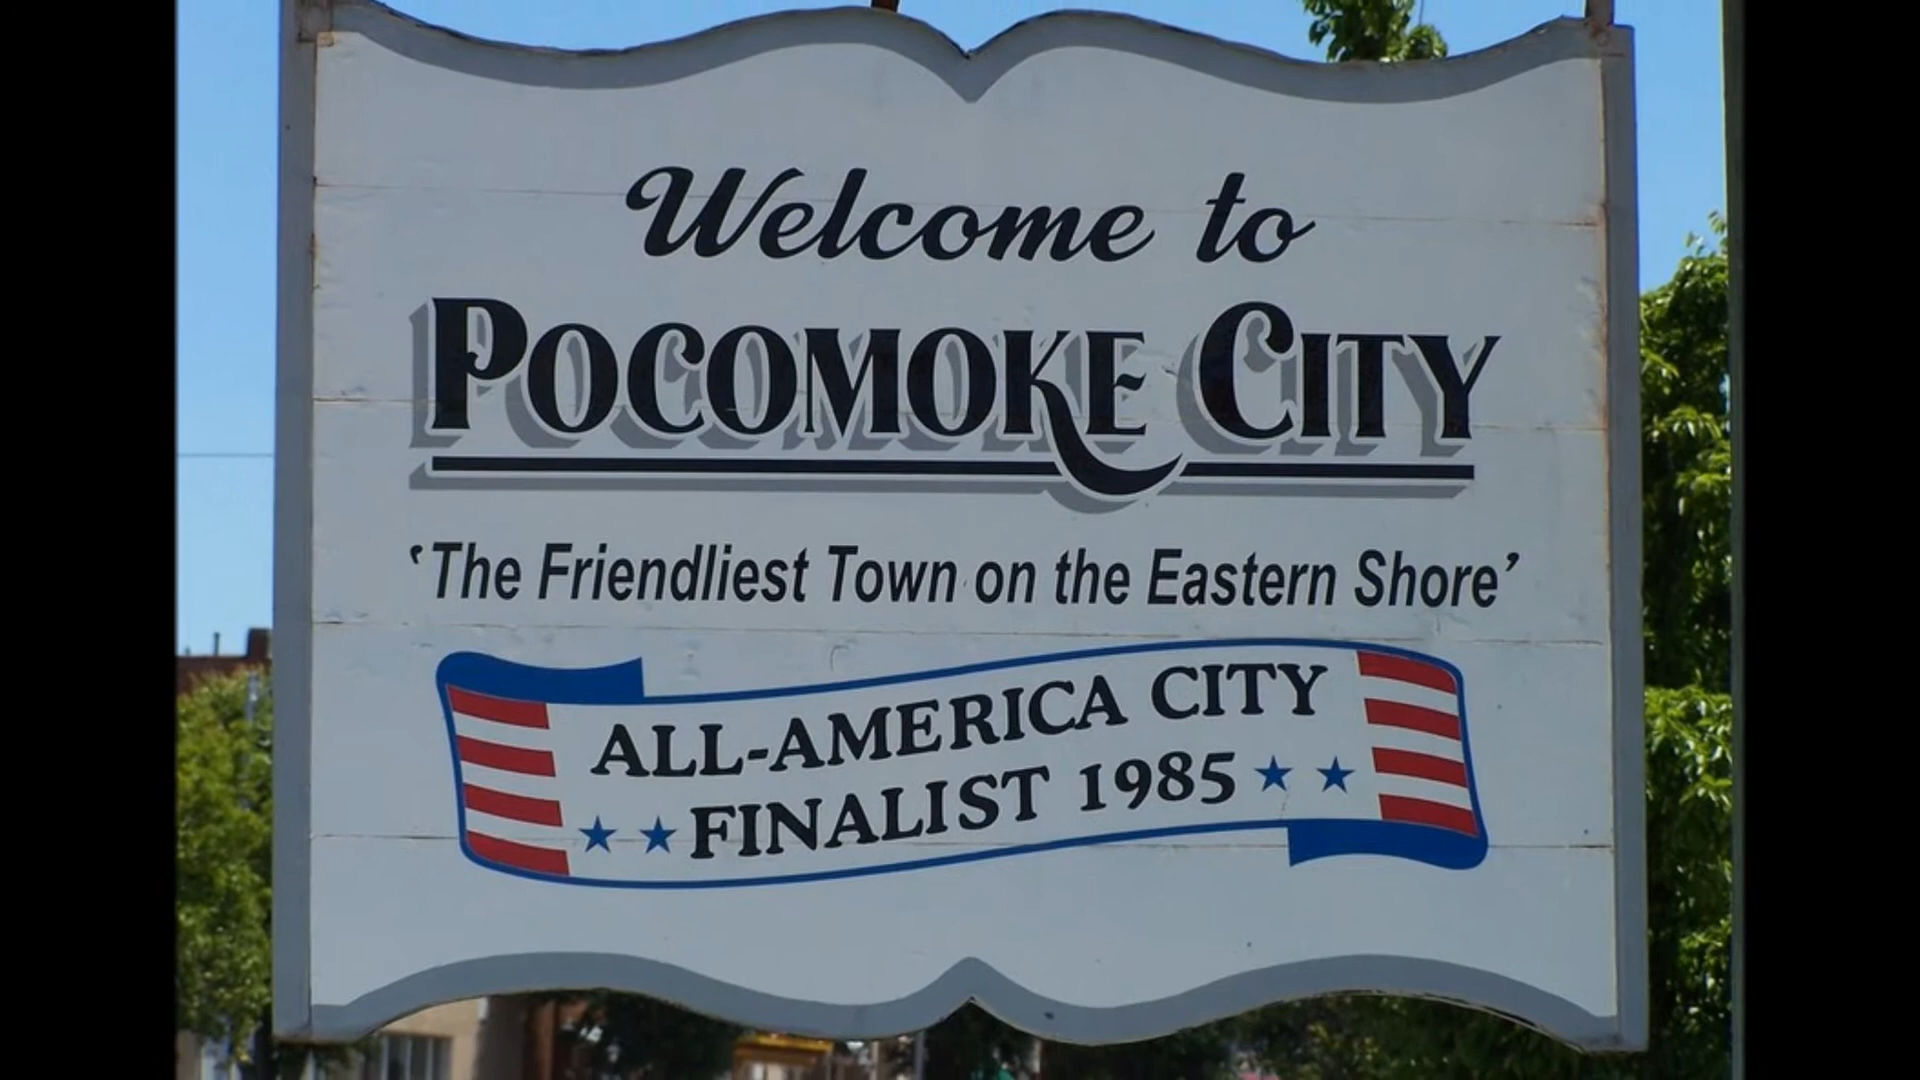 Welcome to
POCOMOKE CITY
‘The Friendliest Town on the Eastern Shore’
ALL-AMERICA CITY
FINALIST 1985